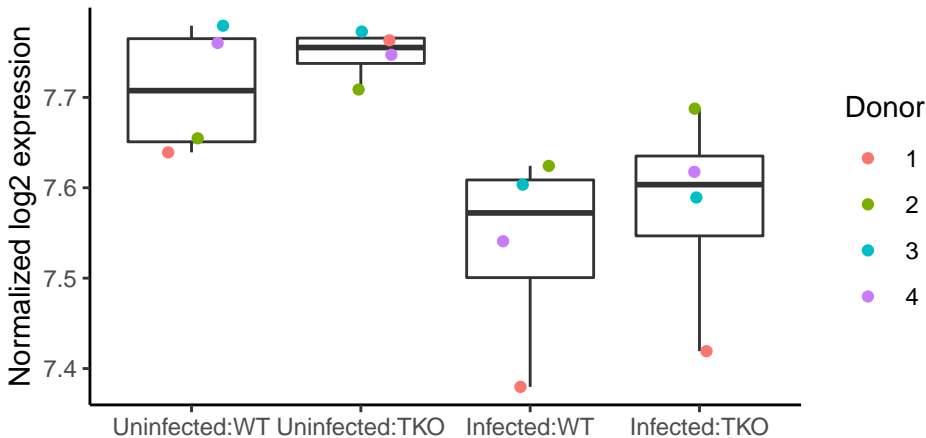 Normalized log2 expression
7.7
7.6
7.5
7.4
Uninfected:WT
Uninfected:TKO
Infected:WT
Infected:TKO
Donor
1
2
3
4